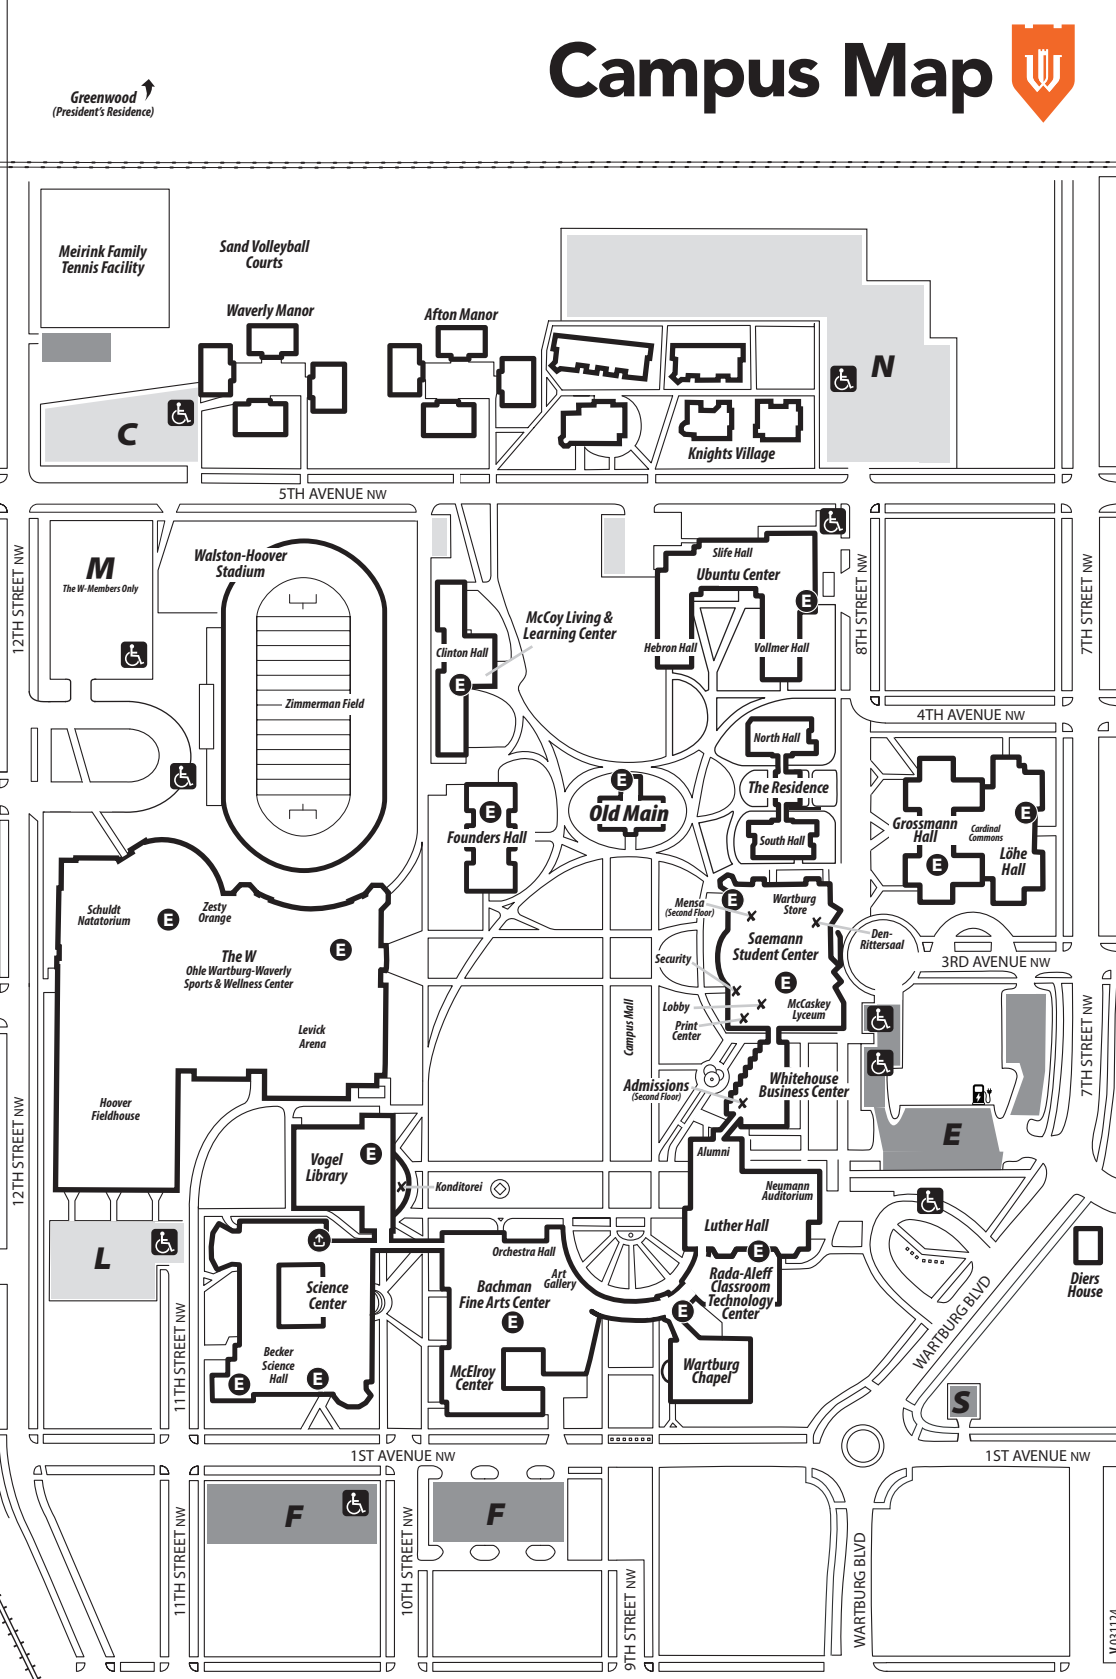 Campus Map
W
Greenwood
(President's Residence)
Meirink Family
Tennis Facility
Sand Volleyball
Courts
Waverly Manor
Afton Manor
N
C
Knights Village
5TH AVENUE NW
12TH STREET NW
M
The W-Members Only
Walston-Hoover
Stadium
Zimmerman Field
Clinton Hall
E
McCoy Living &
Learning Center
Slife Hall
Ubuntu Center
E
Hebron Hall
Vollmer Hall
8TH STREET NW
7TH STREET NW
4TH AVENUE NW
North Hall
The Residence
South Hall
E
Old Main
E
Founders Hall
Grossmann
Hall
E
Cardinal
Commons
E
Löhe
Hall
Schuldt
Natatorium
E
Zesty
Orange
The W
Ohle Wartburg-Waverly
Sports & Wellness Center
E
Levick
Arena
Hoover
Fieldhouse
E
Mensa
(Second Floor)
Wartburg
Store
Den-
Rittersaal
Saemann
Student Center
Security
E
Lobby
McCaskey
Lyceum
Print
Center
3RD AVENUE NW
Campus Mall
Admissions
(Second Floor)
Whitehouse
Business Center
7TH STREET NW
E
12TH STREET NW
Vogel
Library
E
Konditorei
Alumni
Neumann
Auditorium
Luther Hall
E
L
Science
Center
Becker
Science
Hall
E
E
Orchestra Hall
Art
Gallery
Bachman
Fine Arts Center
E
McElroy
Center
Rada-Aleff
Classroom
Technology
Center
E
Wartburg
Chapel
Diers
House
WARTBURG BLVD
S
11TH STREET NW
1ST AVENUE NW
1ST AVENUE NW
F
F
11TH STREET NW
10TH STREET NW
9TH STREET NW
WARTBURG BLVD